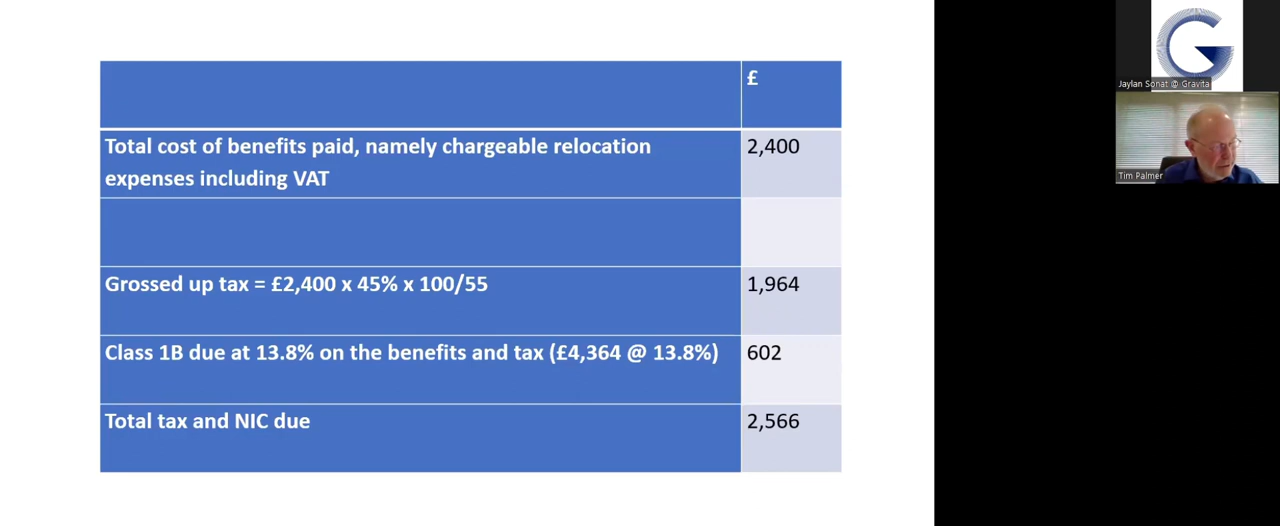 £
Total cost of benefits paid, namely chargeable relocation
expenses including VAT
2,400
Grossed up tax = £2,400 x 45% x 100/55
1,964
Class 1B due at 13.8% on the benefits and tax (£4,364 @ 13.8%)
602
Total tax and NIC due
2,566
G
Jaylan Sonat @ Gravita
Tim Palmer